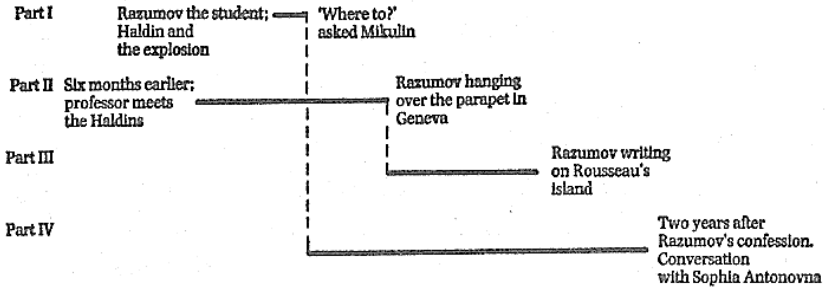 Part I
Razumov the student;
Haldin and
the explosion
'Where to?'
asked Mikulin
Part II
Six months earlier;
professor meets
the Haldins
Razumov hanging
over the parapet in
Geneva
Part III
Razumov writing
on Rousseau's
island
Part IV
Two years after
Razumov's confession.
Conversation
with Sophia Antonovna